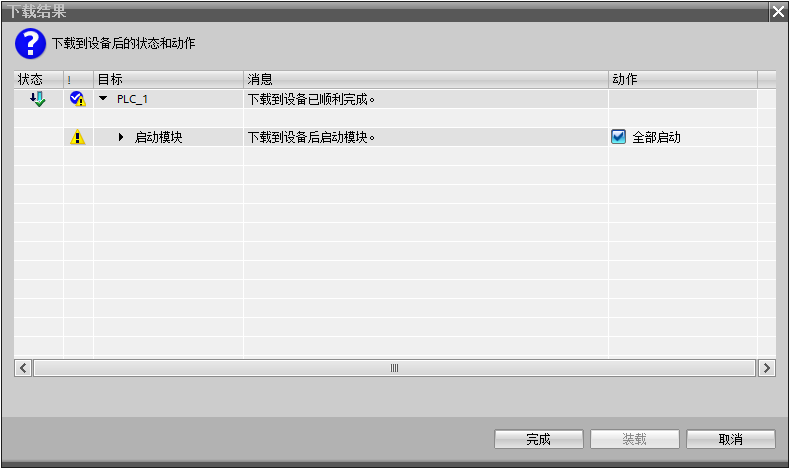 下载结果
下载到设备后的状态和动作
状态 ! 目标 消息 动作
PLC_1 下载到设备已顺利完成。
启动模块 下载到设备后启动模块。 全部启动
完成 装载 取消